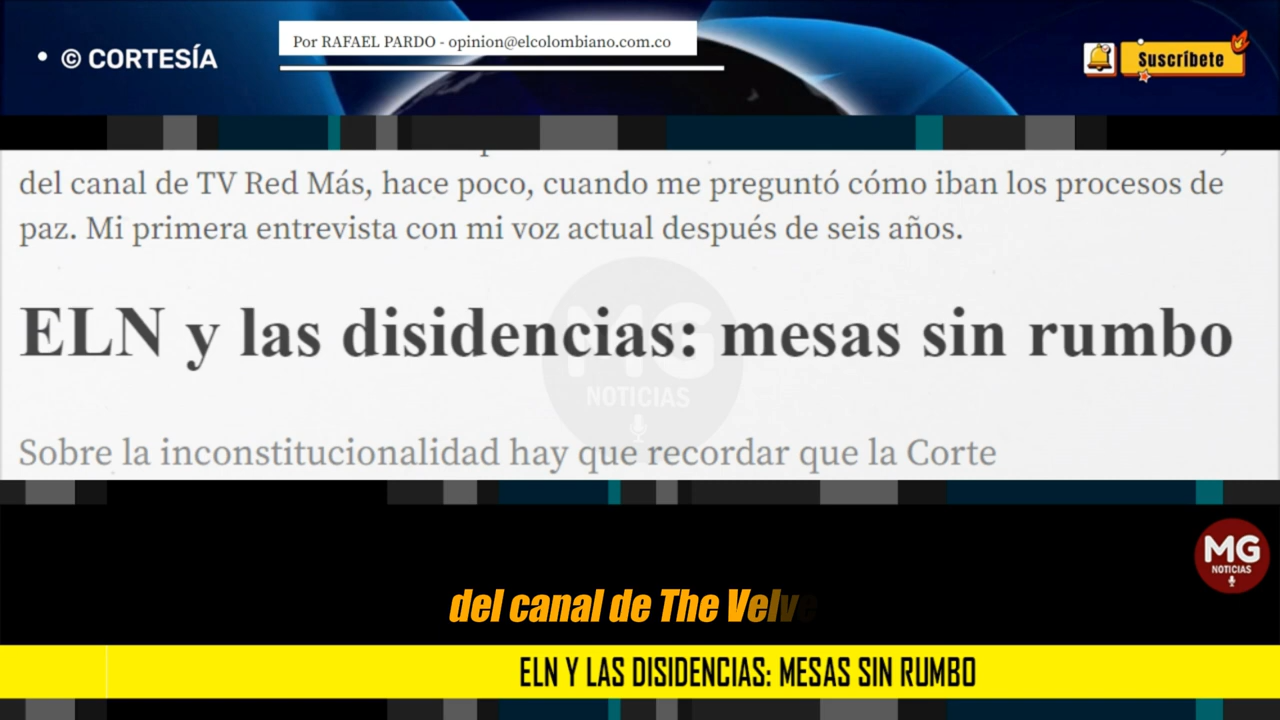 • © CORTESÍA
Por RAFAEL PARDO - opinion@elcolombiano.com.co
Suscríbete
del canal de TV Red Más, hace poco, cuando me preguntó cómo iban los procesos de
paz. Mi primera entrevista con mi voz actual después de seis años.
ELN y las disidencias: mesas sin rumbo
MG
NOTICIAS
Sobre la inconstitucionalidad hay que recordar que la Corte
MG
NOTICIAS
del canal de The Velve
ELN Y LAS DISIDENCIAS: MESAS SIN RUMBO